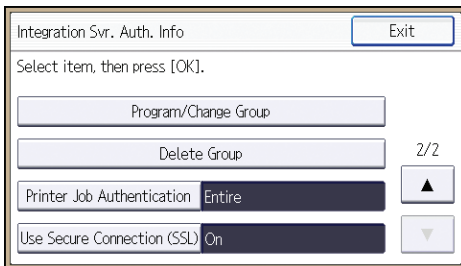 Integration Svr. Auth. Info Exit
Select item, then press [OK].
Program/Change Group
Delete Group
2/2
Printer Job Authentication Entire
Use Secure Connection (SSL) On